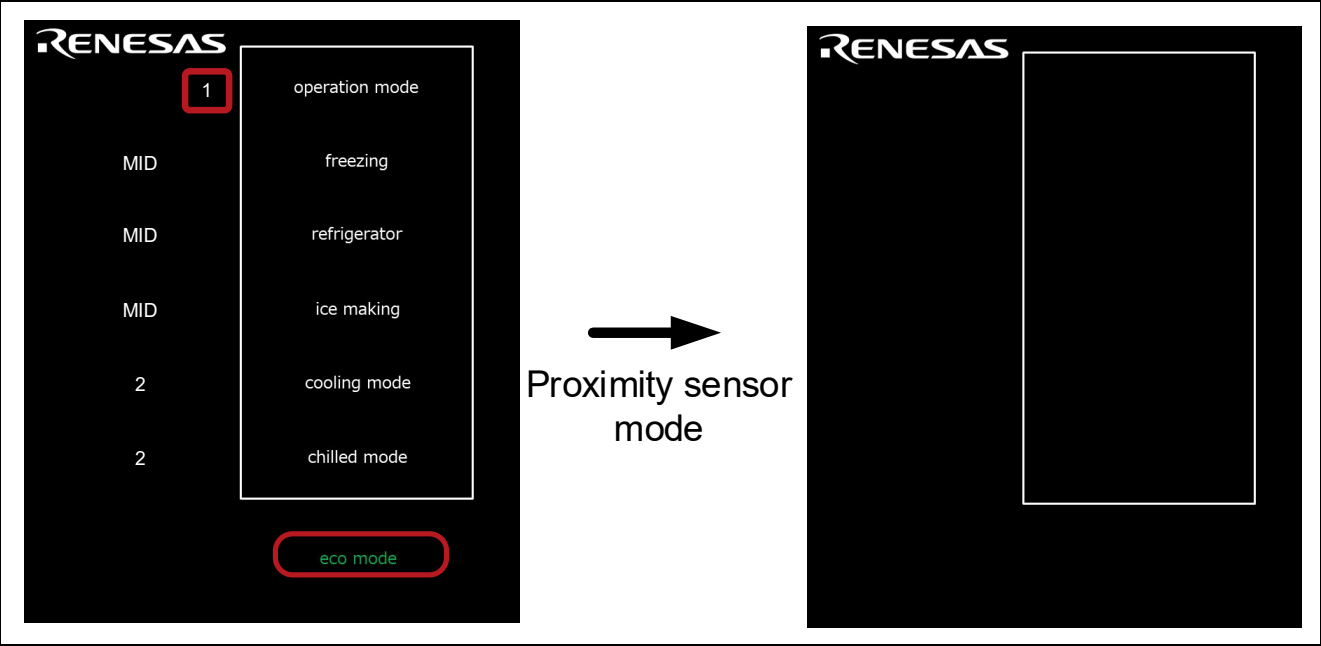 RENESAS
1 operation mode
MID freezing
MID refrigerator
MID ice making
2 cooling mode
2 chilled mode
eco mode
Proximity sensor
mode
RENESAS